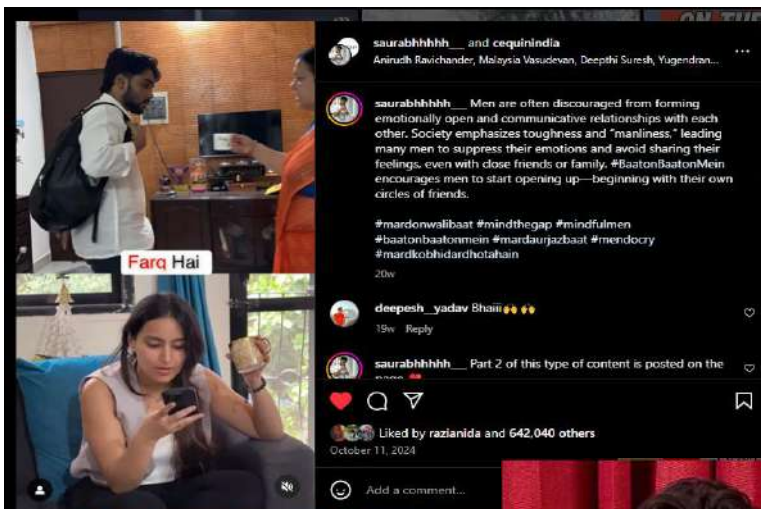 saurabhhhhh___ and cequinindia
Anirudh Ravichander, Malaysia Vasudevan, Deepthi Suresh, Yugendran...
saurabhhhhh___ Men are often discouraged from forming
emotionally open and communicative relationships with each
other. Society emphasizes toughness and "manliness," leading
many men to suppress their emotions and avoid sharing their
feelings, even with close friends or family. #BaatonBaatonMein
encourages men to start opening up—beginning with their own
circles of friends.
#mardonwalibaat #mindthegap #mindfulmen
#baatonbaatonmein #mardaurjazbaat #mendocry
#mardkobhidardhotahain
20w
Farq Hai
deepesh_yadav Bhaiii🙌🙌
19w Reply
saurabhhhhh___ Part 2 of this type of content is posted on the
page ❤️
Liked by razianida and 642,040 others
October 11, 2024
Add a comment...